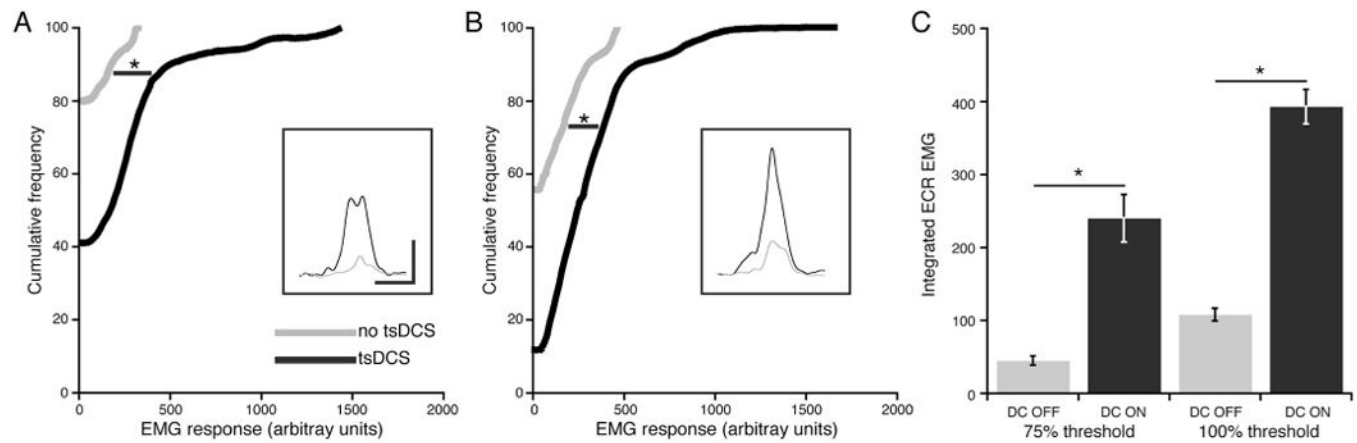 A
Cumulative frequency
100
80
60
40
20
0
*
no tsDCS
tsDCS
0
500
1000
1500
2000
EMG response (arbitray units)
B
Cumulative frequency
100
80
60
40
20
0
*
0
500
1000
1500
2000
EMG response (arbitray units)
C
Integrated ECR EMG
500
400
300
200
100
0
*
*
DC OFF DC ON DC OFF DC ON
75% threshold 100% threshold